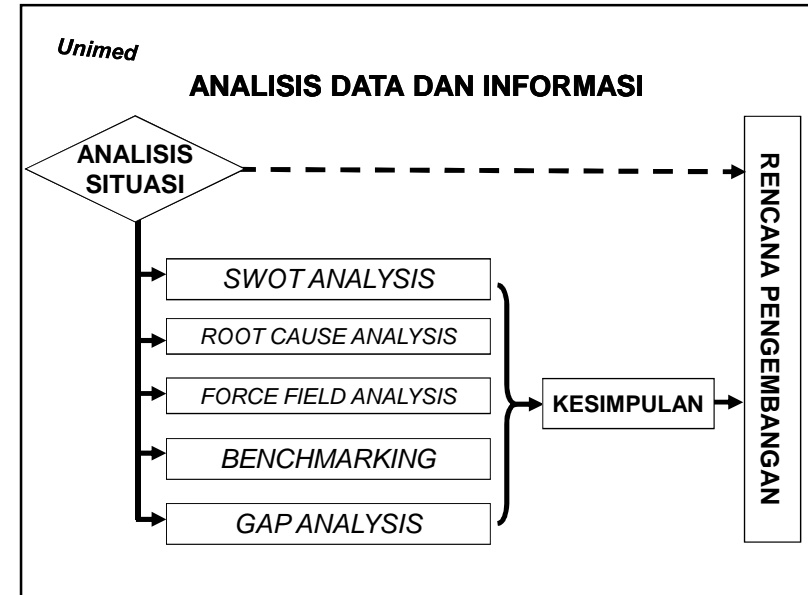 Unimed
ANALISIS DATA DAN INFORMASI
ANALISIS
SITUASI
SWOT ANALYSIS
ROOT CAUSE ANALYSIS
FORCE FIELD ANALYSIS
BENCHMARKING
GAP ANALYSIS
KESIMPULAN
RENCANA PENGEMBANGAN